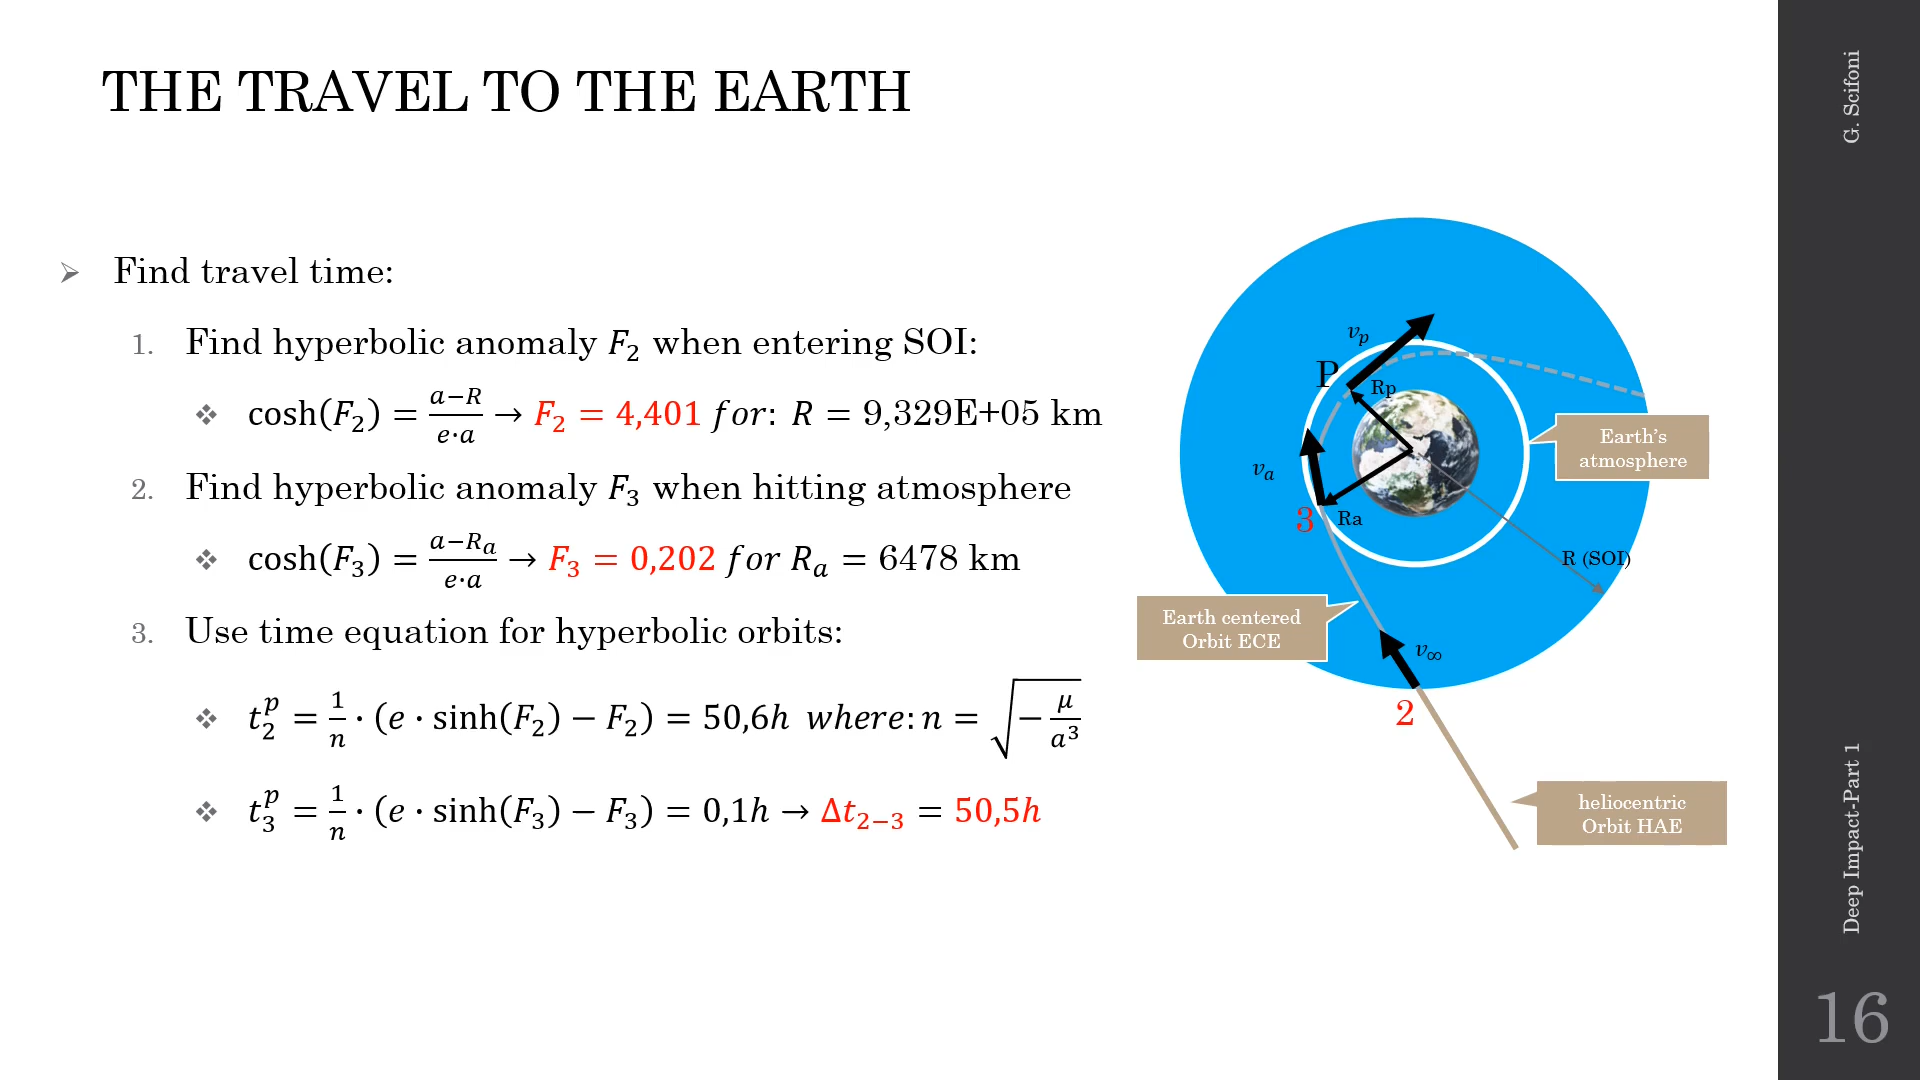 THE TRAVEL TO THE EARTH
G. Scifoni
➢ Find travel time:
1. Find hyperbolic anomaly F₂ when entering SOI:
❖ cosh(F₂) = (a−R)/(e·a) → F₂ = 4,401 for: R = 9,329E+05 km
2. Find hyperbolic anomaly F₃ when hitting atmosphere
❖ cosh(F₃) = (a−Rₐ)/(e·a) → F₃ = 0,202 for Rₐ = 6478 km
3. Use time equation for hyperbolic orbits:
❖ t₂ᵖ = 1/n · (e · sinh(F₂) − F₂) = 50,6h where: n = √(−μ/a³)
❖ t₃ᵖ = 1/n · (e · sinh(F₃) − F₃) = 0,1h → Δt₂₋₃ = 50,5h
vₚ
P
Rp
Earth's
atmosphere
vₐ
3
Ra
R (SOI)
Earth centered
Orbit ECE
v∞
2
heliocentric
Orbit HAE
Deep Impact-Part 1
16